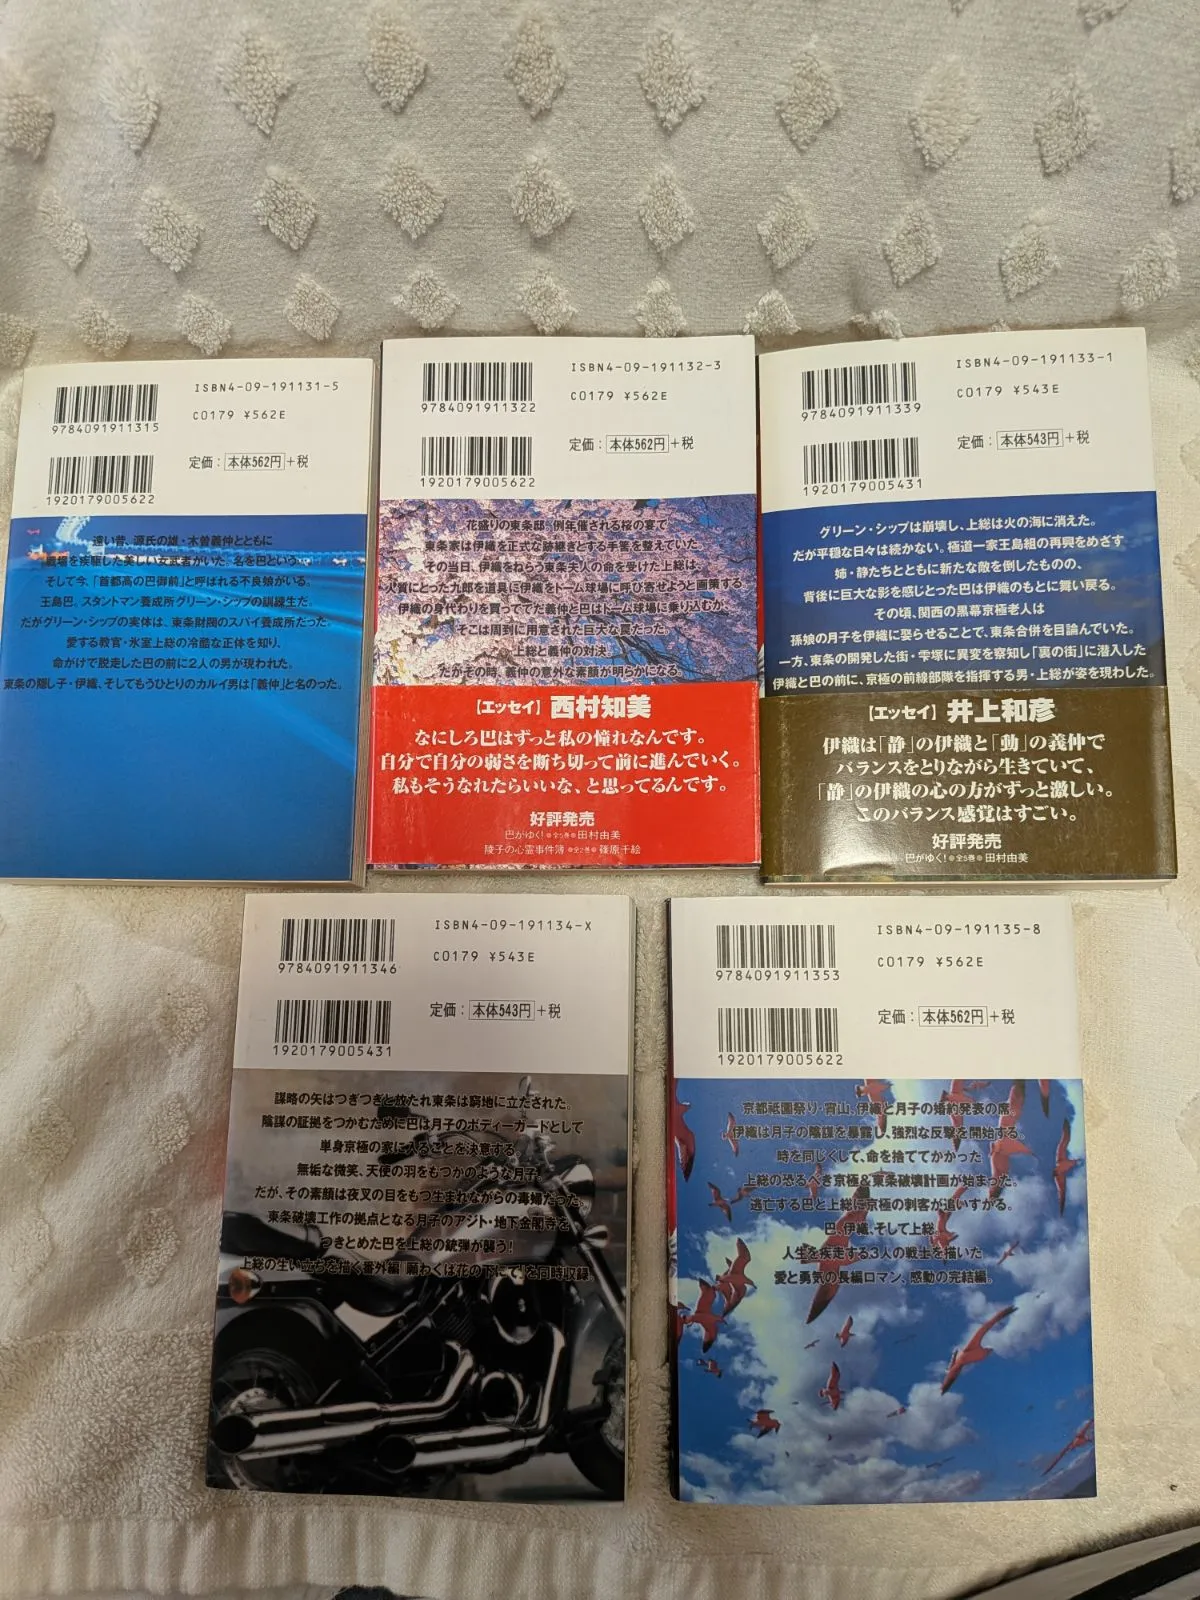 ISBN4-09-191131-5
C0179 ¥562E
9784091911315
定価：本体562円+税
1920179005622
遠い昔、源氏の雄・木曽義仲とともに
戦場を疾駆した美しい女武者がいた。名を巴という。
そして今、「首都高の巴御前」と呼ばれる不良娘がいる。
王島巴、スタントマン養成所グリーン・シップの訓練生だ。
だがグリーン・シップの実体は、東条財閥のスパイ養成所だった。
愛する教官・氷室上総の冷酷な正体を知り、
命がけで脱走した巴の前に2人の男が現われた。
東条の隠し子・伊織、そしてもうひとりのカルイ男は「義仲」と名のった。
ISBN4-09-191132-3
C0179 ¥562E
9784091911322
定価：本体562円+税
1920179005622
花盛りの東条邸。例年催される桜の宴で
東条家は伊織を正式な跡継ぎとする手筈を整えていた。
その当日、伊織をねらう東条夫人の命を受けた上総は、
人質にとった九郎を道具に伊織をドーム球場に呼び寄せようと画策する。
伊織の身代わりを買ってでた義仲と巴はドーム球場に乗り込むが、
そこは周到に用意された巨大な罠だった。
上総と義仲の対決。
だがその時、義仲の意外な素顔が明らかになる。
【エッセイ】西村知美
なにしろ巴はずっと私の憧れなんです。
自分で自分の弱さを断ち切って前に進んでいく。
私もそうなれたらいいな、と思ってるんです。
好評発売
巴がゆく!●全5巻●田村由美
陵子の心霊事件簿●全2巻●篠原千絵
ISBN4-09-191133-1
C0179 ¥543E
9784091911339
定価：本体543円+税
1920179005431
グリーン・シップは崩壊し、上総は火の海に消えた。
だが平穏な日々は続かない。極道一家王島組の再興をめざす
姉・静たちとともに新たな敵を倒したものの、
背後に巨大な影を感じとった巴は伊織のもとに舞い戻る。
その頃、関西の黒幕京極老人は
孫娘の月子を伊織に娶らせることで、東条合併を目論んでいた。
一方、東条の開発した街・雫塚に異変を察知し「裏の街」に潜入した
伊織と巴の前に、京極の前線部隊を指揮する男・上総が姿を現わした。
【エッセイ】井上和彦
伊織は「静」の伊織と「動」の義仲で
バランスをとりながら生きていて、
「静」の伊織の心の方がずっと激しい。
このバランス感覚はすごい。
好評発売
巴がゆく!●全5巻●田村由美
ISBN4-09-191134-X
C0179 ¥543E
9784091911346
定価：本体543円+税
1920179005431
謀略の矢はつぎつぎと放たれ東条は窮地に立たされた。
陰謀の証拠をつかむために巴は月子のボディーガードとして
単身京極の家に入ることを決意する。
無垢な微笑、天使の羽をもつかのような月子。
だが、その素顔は夜叉の目をもつ生まれながらの毒婦だった。
東条破壊工作の拠点となる月子のアジト・地下金閣寺を
つきとめた巴を上総の銃弾が襲う!
上総の生い立ちを描く番外編「願わくは花の下にて」を同時収録。
ISBN4-09-191135-8
C0179 ¥562E
9784091911353
定価：本体562円+税
1920179005622
京都祗園祭り・宵山。伊織と月子の婚約発表の席。
伊織は月子の陰謀を暴露し、強烈な反撃を開始する。
時を同じくして、命を捨ててかかった
上総の恐るべき京極&東条破壊計画が始まった。
逃亡する巴と上総に京極の刺客が追いすがる。
巴、伊織、そして上総。
人生を疾走する3人の戦士を描いた
愛と勇気の長編ロマン、感動の完結編。